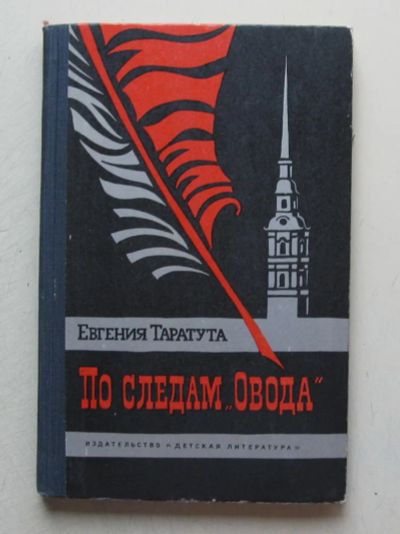 ЕВГЕНИЯ ТАРАТУТА
ПО СЛЕДАМ „ОВОДА“
ИЗДАТЕЛЬСТВО «ДЕТСКАЯ ЛИТЕРАТУРА»